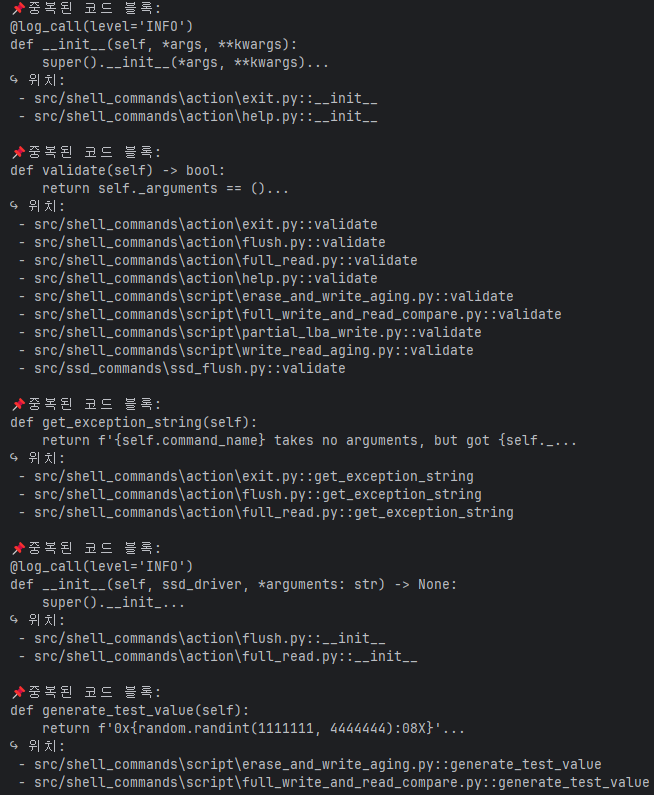 📌중복된 코드 블록:
@log_call(level='INFO')
def __init__(self, *args, **kwargs):
    super().__init__(*args, **kwargs)...
↪ 위치:
 - src/shell_commands\action\exit.py::__init__
 - src/shell_commands\action\help.py::__init__

📌중복된 코드 블록:
def validate(self) -> bool:
    return self._arguments == ()...
↪ 위치:
 - src/shell_commands\action\exit.py::validate
 - src/shell_commands\action\flush.py::validate
 - src/shell_commands\action\full_read.py::validate
 - src/shell_commands\action\help.py::validate
 - src/shell_commands\script\erase_and_write_aging.py::validate
 - src/shell_commands\script\full_write_and_read_compare.py::validate
 - src/shell_commands\script\partial_lba_write.py::validate
 - src/shell_commands\script\write_read_aging.py::validate
 - src/ssd_commands\ssd_flush.py::validate

📌중복된 코드 블록:
def get_exception_string(self):
    return f'{self.command_name} takes no arguments, but got {self._...
↪ 위치:
 - src/shell_commands\action\exit.py::get_exception_string
 - src/shell_commands\action\flush.py::get_exception_string
 - src/shell_commands\action\full_read.py::get_exception_string

📌중복된 코드 블록:
@log_call(level='INFO')
def __init__(self, ssd_driver, *arguments: str) -> None:
    super().__init_...
↪ 위치:
 - src/shell_commands\action\flush.py::__init__
 - src/shell_commands\action\full_read.py::__init__

📌중복된 코드 블록:
def generate_test_value(self):
    return f'0x{random.randint(1111111, 4444444):08X}'...
↪ 위치:
 - src/shell_commands\script\erase_and_write_aging.py::generate_test_value
 - src/shell_commands\script\full_write_and_read_compare.py::generate_test_value